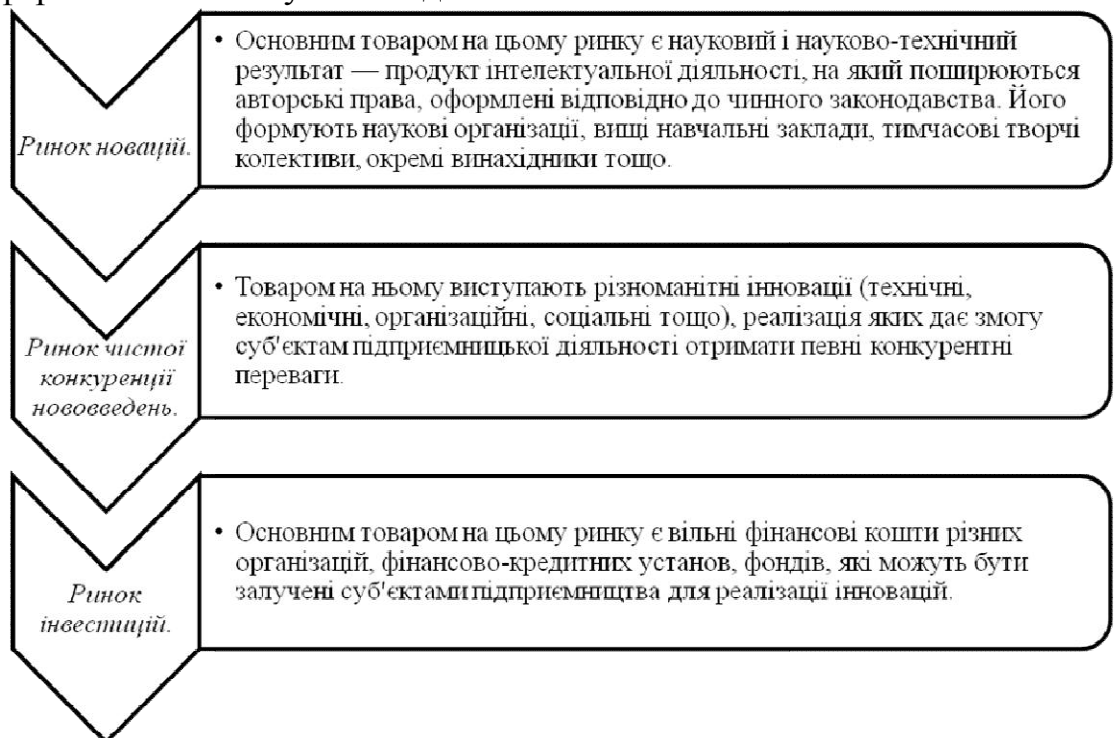 Ринок новацій.
• Основним товаром на цьому ринку є науковий і науково-технічний
результат — продукт інтелектуальної діяльності, на який поширюються
авторські права, оформлені відповідно до чинного законодавства. Його
формують наукові організації, вищі навчальні заклади, тимчасові творчі
колективи, окремі винахідники тощо.
Ринок чистої
конкуренції
нововведень.
• Товаром на ньому виступають різноманітні інновації (технічні,
економічні, організаційні, соціальні тощо), реалізація яких дає змогу
суб'єктам підприємницької діяльності отримати певні конкурентні
переваги.
Ринок
інвестицій.
• Основним товаром на цьому ринку є вільні фінансові кошти різних
організацій, фінансово-кредитних установ, фондів, які можуть бути
залучені суб'єктами підприємництва для реалізації інновацій.